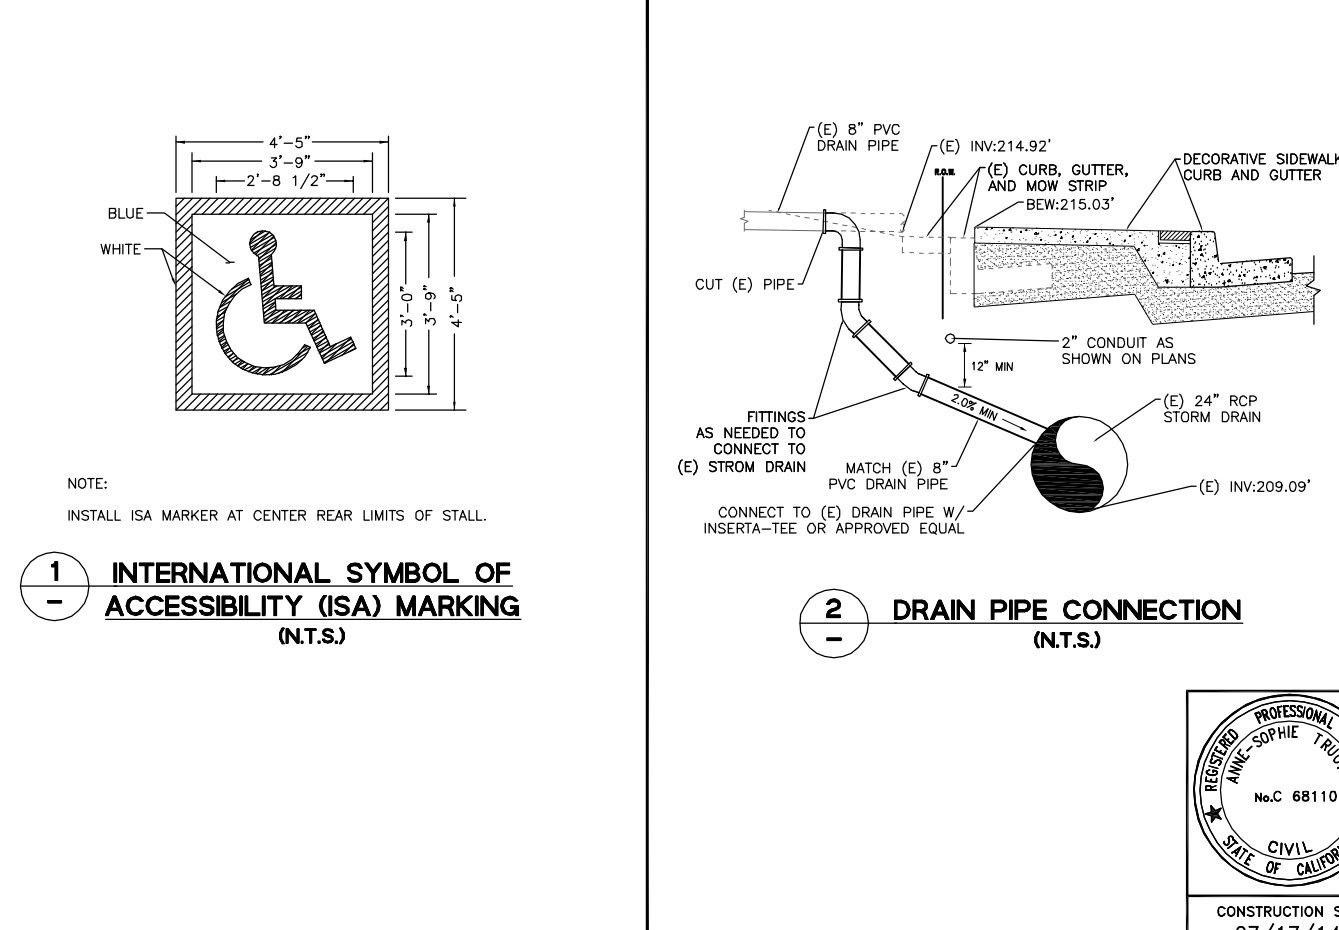 4'-5"
3'-9"
2'-8 1/2"
BLUE
WHITE
3'-0"
3'-9"
4'-5"
NOTE:
INSTALL ISA MARKER AT CENTER REAR LIMITS OF STALL.
1
-
INTERNATIONAL SYMBOL OF
ACCESSIBILITY (ISA) MARKING
(N.T.S.)
(E) 8" PVC
DRAIN PIPE
(E) INV:214.92'
R.O.W.
(E) CURB, GUTTER,
AND MOW STRIP
BEW:215.03'
DECORATIVE SIDEWALK
CURB AND GUTTER
CUT (E) PIPE
2" CONDUIT AS
SHOWN ON PLANS
12" MIN
2.0% MIN
(E) 24" RCP
STORM DRAIN
FITTINGS
AS NEEDED TO
CONNECT TO
(E) STROM DRAIN
MATCH (E) 8"
PVC DRAIN PIPE
(E) INV:209.09'
CONNECT TO (E) DRAIN PIPE W/
INSERTA-TEE OR APPROVED EQUAL
2
-
DRAIN PIPE CONNECTION
(N.T.S.)
REGISTERED PROFESSIONAL
ANNE-SOPHIE
No.C 68110
CIVIL
STATE OF
CONSTRUCTION